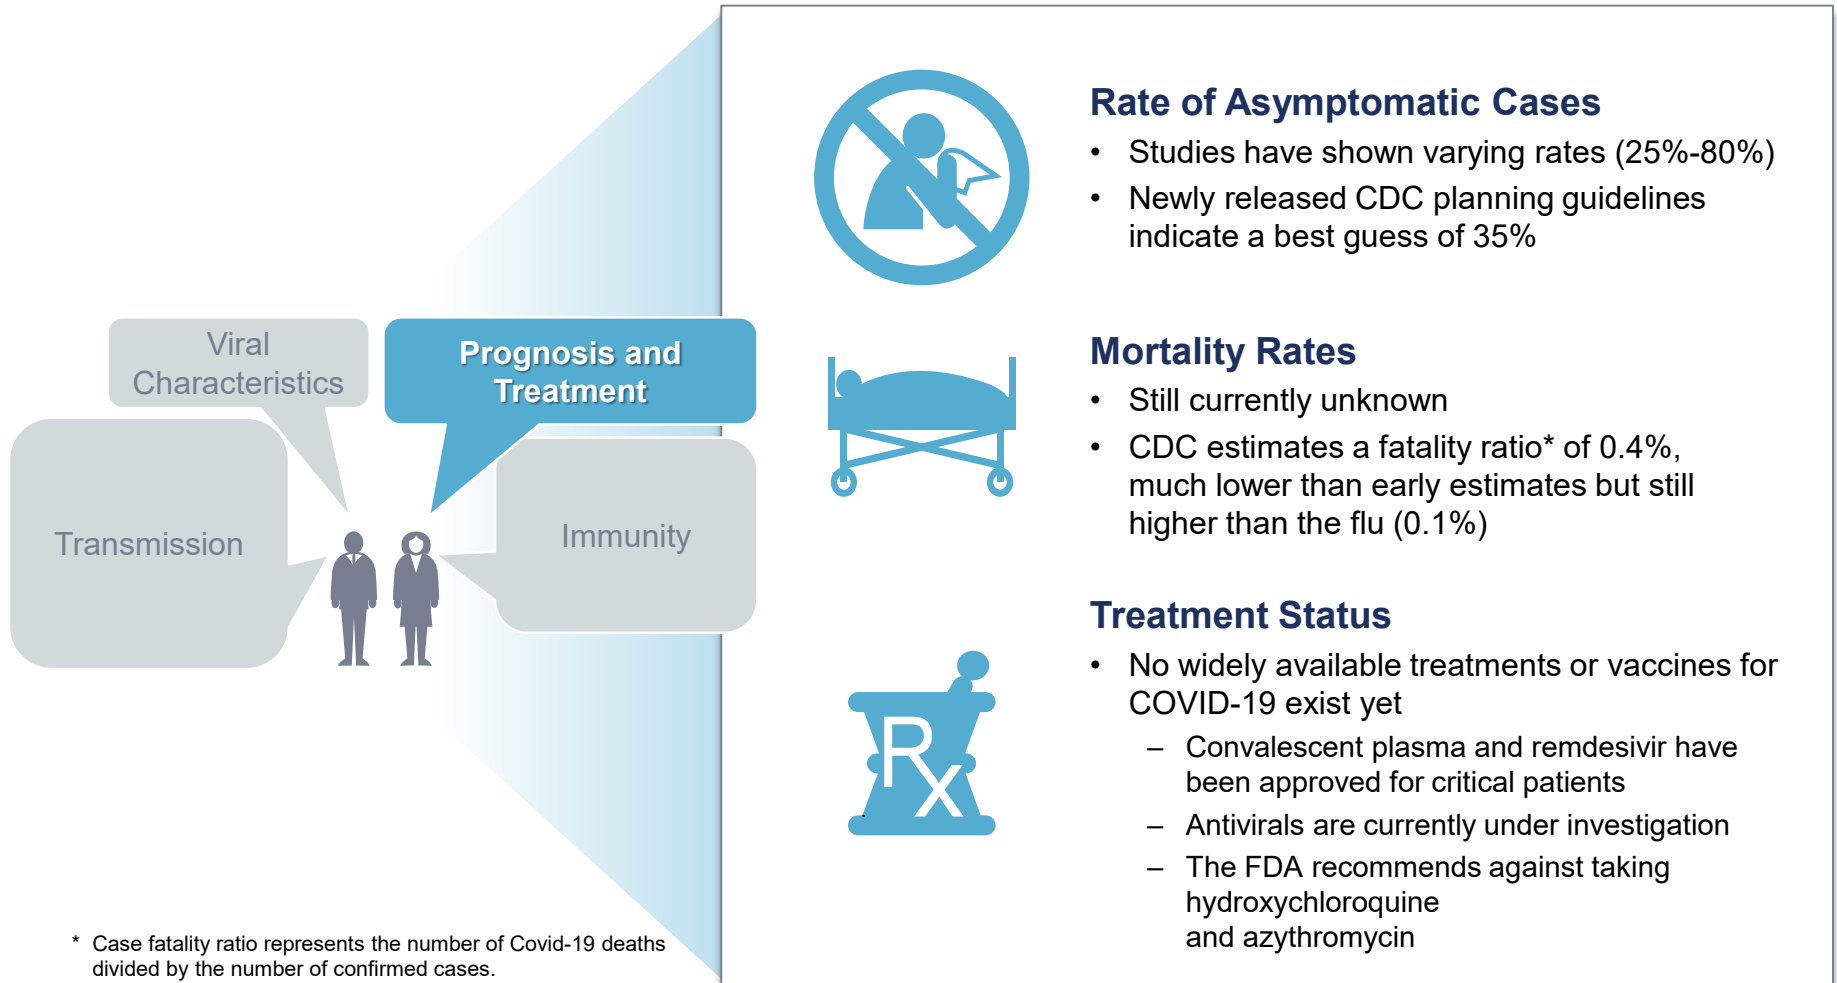 Viral
Characteristics
Prognosis and
Treatment
Transmission
Immunity
* Case fatality ratio represents the number of Covid-19 deaths
divided by the number of confirmed cases.
Rate of Asymptomatic Cases
• Studies have shown varying rates (25%-80%)
• Newly released CDC planning guidelines
indicate a best guess of 35%
Mortality Rates
• Still currently unknown
• CDC estimates a fatality ratio* of 0.4%,
much lower than early estimates but still
higher than the flu (0.1%)
Rx
Treatment Status
• No widely available treatments or vaccines for
COVID-19 exist yet
– Convalescent plasma and remdesivir have
been approved for critical patients
– Antivirals are currently under investigation
– The FDA recommends against taking
hydroxychloroquine
and azythromycin